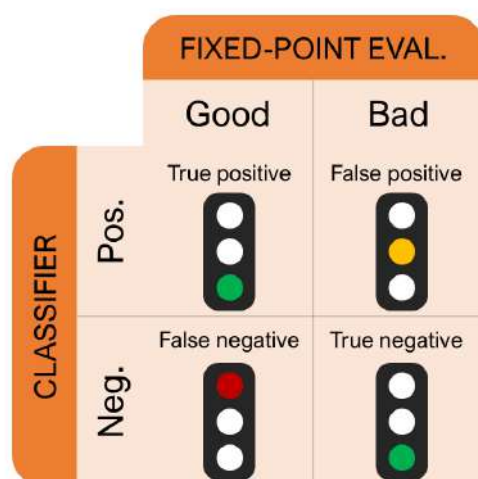 FIXED-POINT EVAL.
Good Bad
CLASSIFIER
Pos.
True positive False positive
Neg.
False negative True negative